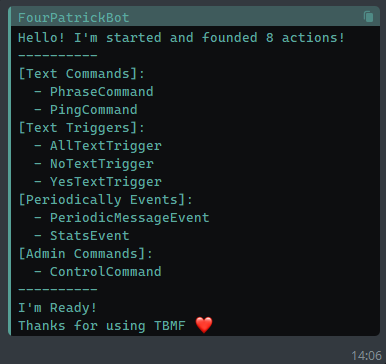 FourPatrickBot
Hello! I'm started and founded 8 actions!
----------
[Text Commands]:
  - PhraseCommand
  - PingCommand
[Text Triggers]:
  - AllTextTrigger
  - NoTextTrigger
  - YesTextTrigger
[Periodically Events]:
  - PeriodicMessageEvent
  - StatsEvent
[Admin Commands]:
  - ControlCommand
----------
I'm Ready!
Thanks for using TBMF ❤️
14:06